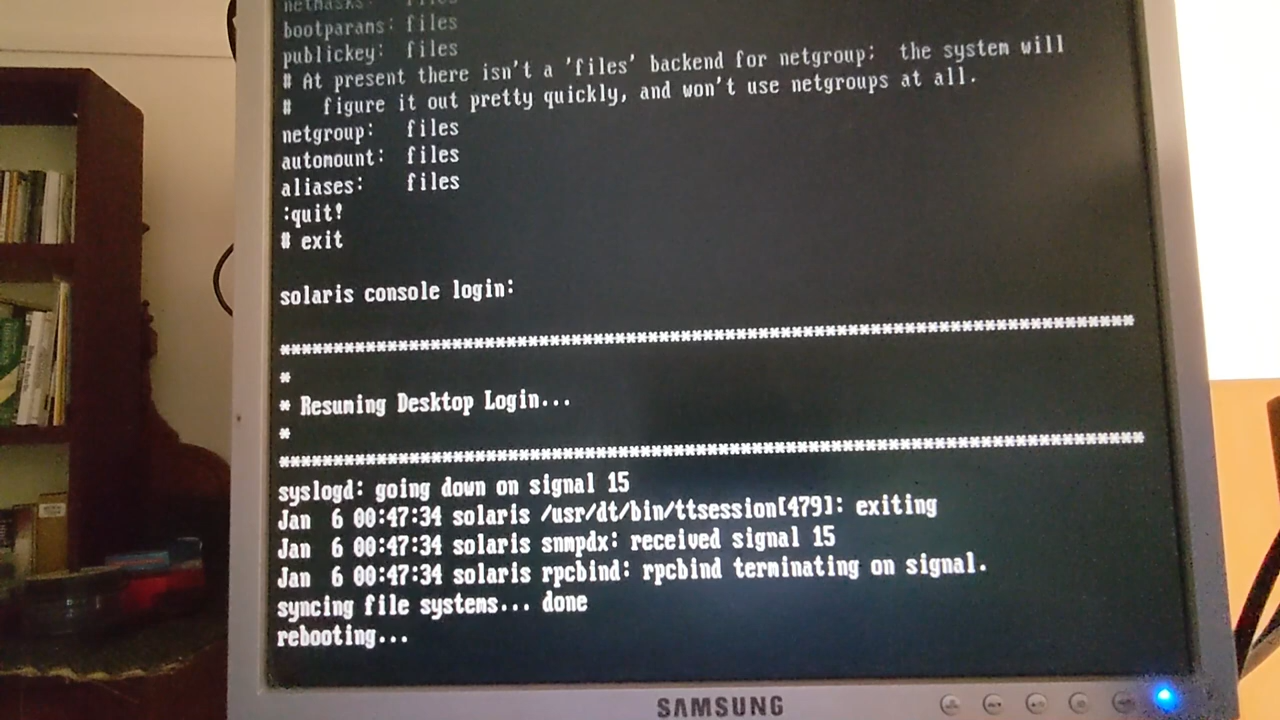 netmasks: files
bootparams: files
publickey: files
# At present there isn't a 'files' backend for netgroup; the system will
#   figure it out pretty quickly, and won't use netgroups at all.
netgroup:   files
automount:  files
aliases:    files
:quit!
# exit
solaris console login:
*********************************************************************************
*
* Resuming Desktop Login...
*
*********************************************************************************
syslogd: going down on signal 15
Jan  6 00:47:34 solaris /usr/dt/bin/ttsession[479]: exiting
Jan  6 00:47:34 solaris snmpdx: received signal 15
Jan  6 00:47:34 solaris rpcbind: rpcbind terminating on signal.
syncing file systems... done
rebooting...
SAMSUNG